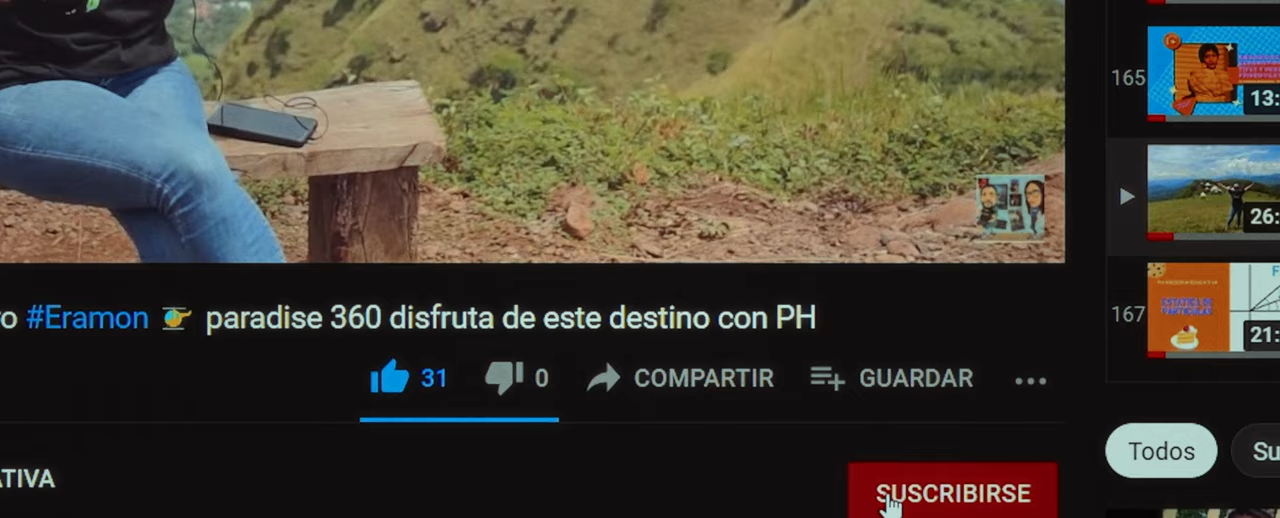 ro #Eramon paradise 360 disfruta de este destino con PH
31
0
COMPARTIR
GUARDAR
ATIVA
SUSCRIBIRSE
165
13:
26:
167
21:
Todos
Su